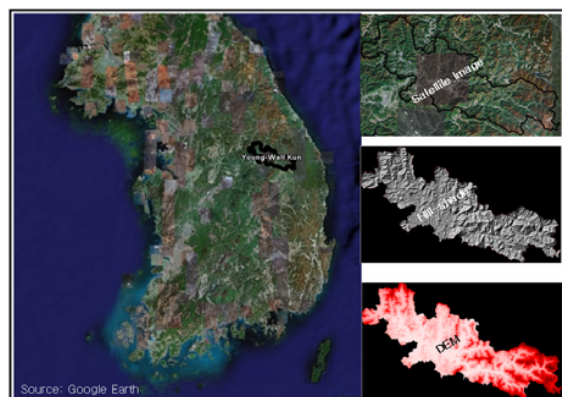 Young-Wall Kun
Source: Google Earth
Satellite Image
Hill-shade
DEM